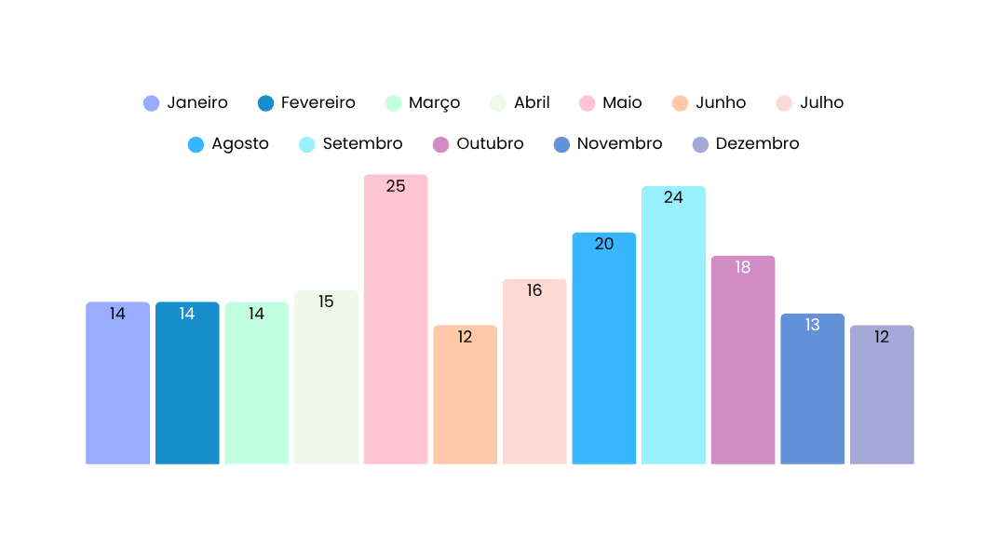 Janeiro Fevereiro Março Abril Maio Junho Julho
Agosto Setembro Outubro Novembro Dezembro
14 14 14 15 25 12 16 20 24 18 13 12